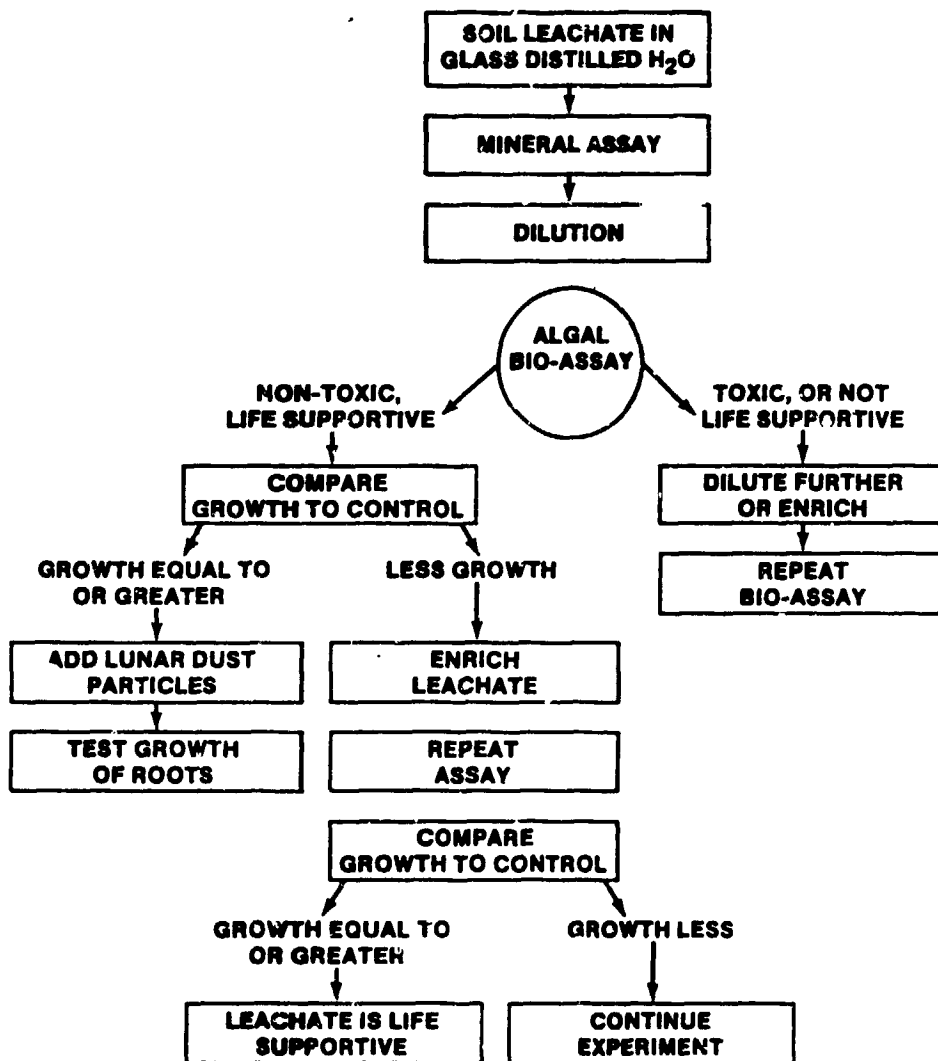 SOIL LEACHATE IN
GLASS DISTILLED H₂O
MINERAL ASSAY
DILUTION
ALGAL
BIO-ASSAY
NON-TOXIC,
LIFE SUPPORTIVE
TOXIC, OR NOT
LIFE SUPPORTIVE
COMPARE
GROWTH TO CONTROL
DILUTE FURTHER
OR ENRICH
GROWTH EQUAL TO
OR GREATER
LESS GROWTH
REPEAT
BIO-ASSAY
ADD LUNAR DUST
PARTICLES
ENRICH
LEACHATE
TEST GROWTH
OF ROOTS
REPEAT
ASSAY
COMPARE
GROWTH TO CONTROL
GROWTH EQUAL TO
OR GREATER
GROWTH LESS
LEACHATE IS LIFE
SUPPORTIVE
CONTINUE
EXPERIMENT